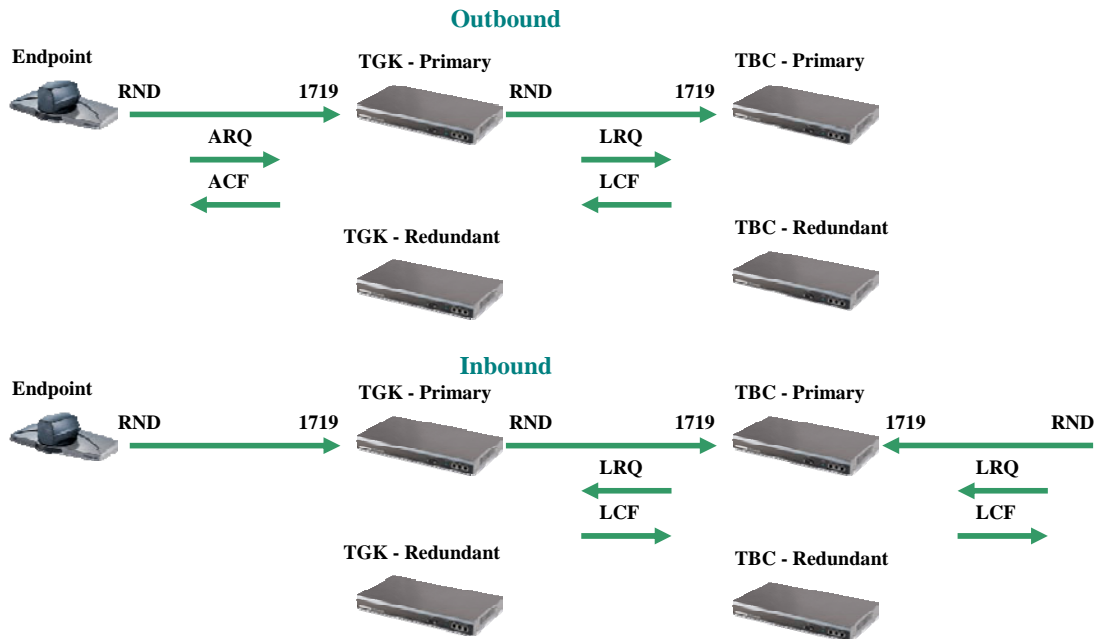 Outbound
Endpoint
TGK - Primary
TBC - Primary
RND 1719 RND 1719
ARQ LRQ
ACF LCF
TGK - Redundant
TBC - Redundant
Inbound
Endpoint
TGK - Primary
TBC - Primary
RND 1719 RND 1719 1719 RND
LRQ LRQ
LCF LCF
TGK - Redundant
TBC - Redundant